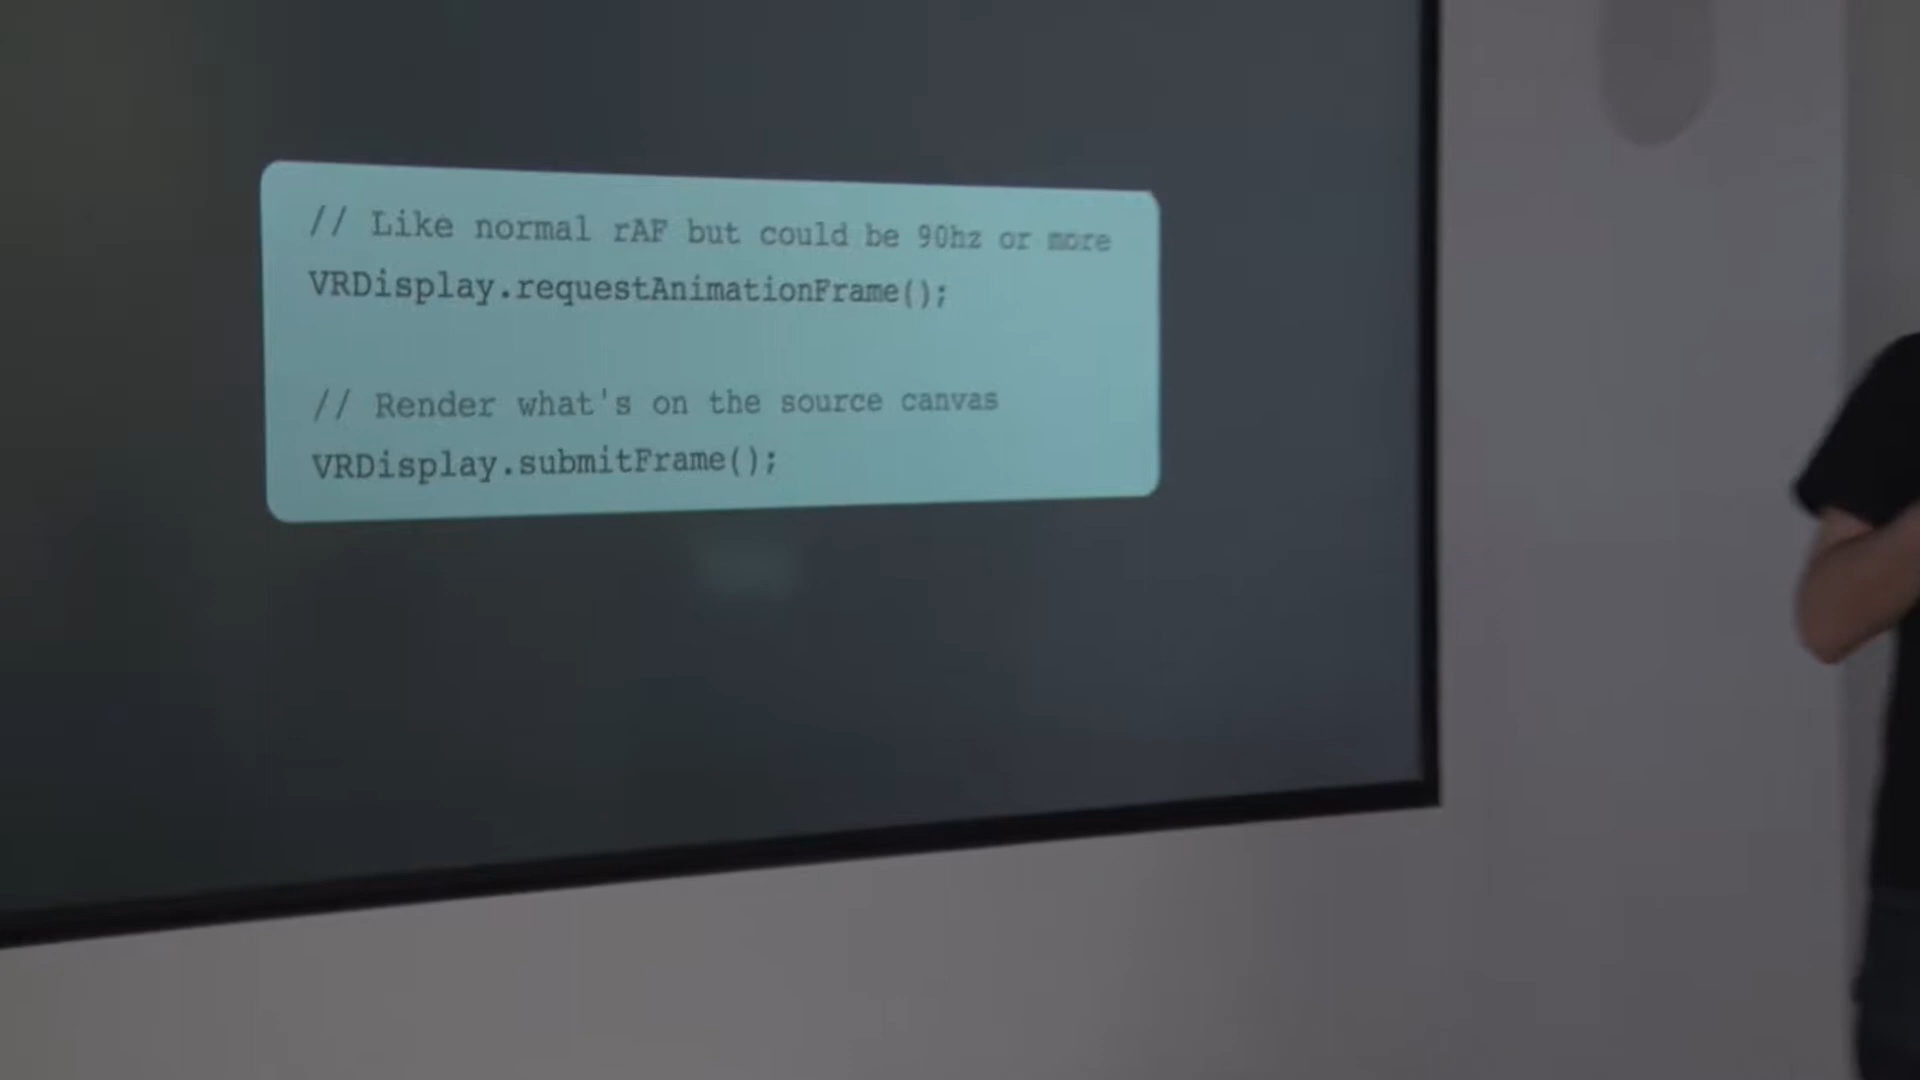 // Like normal rAF but could be 90hz or more
VRDisplay.requestAnimationFrame();
// Render what's on the source canvas
VRDisplay.submitFrame();